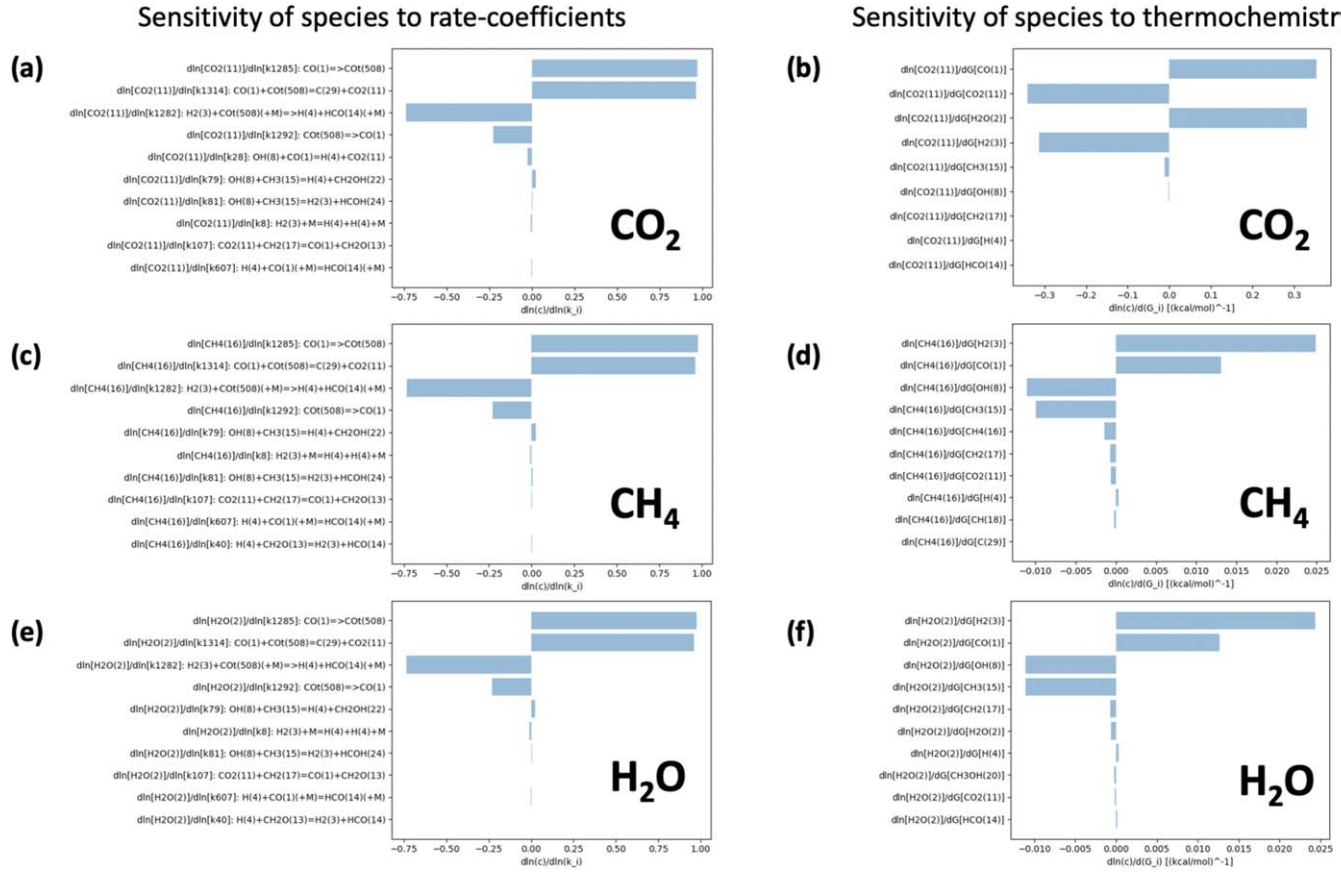 Sensitivity of species to rate-coefficients
Sensitivity of species to thermochemistr
(a)
dln[CO2(11)]/dln[k1285]: CO(1)=>COt(508)
dln[CO2(11)]/dln[k1314]: CO(1)+COt(508)=C(29)+CO2(11)
dln[CO2(11)]/dln[k1282]: H2(3)+COt(508)(+M)=>H(4)+HCO(14)(+M)
dln[CO2(11)]/dln[k1292]: COt(508)=>CO(1)
dln[CO2(11)]/dln[k28]: OH(8)+CO(1)=H(4)+CO2(11)
dln[CO2(11)]/dln[k79]: OH(8)+CH3(15)=H(4)+CH2OH(22)
dln[CO2(11)]/dln[k81]: OH(8)+CH3(15)=H2(3)+HCOH(24)
dln[CO2(11)]/dln[k8]: H2(3)+M=H(4)+H(4)+M
dln[CO2(11)]/dln[k107]: CO2(11)+CH2(17)=CO(1)+CH2O(13)
dln[CO2(11)]/dln[k607]: H(4)+CO(1)(+M)=HCO(14)(+M)
CO2
−0.75 −0.50 −0.25 0.00 0.25 0.50 0.75 1.00
dln(c)/dln(k_i)
(b)
dln[CO2(11)]/dG[CO(1)]
dln[CO2(11)]/dG[CO2(11)]
dln[CO2(11)]/dG[H2O(2)]
dln[CO2(11)]/dG[H2(3)]
dln[CO2(11)]/dG[CH3(15)]
dln[CO2(11)]/dG[OH(8)]
dln[CO2(11)]/dG[CH2(17)]
dln[CO2(11)]/dG[H(4)]
dln[CO2(11)]/dG[HCO(14)]
CO2
−0.3 −0.2 −0.1 0.0 0.1 0.2 0.3
dln(c)/d(G_i) [(kcal/mol)^-1]
(c)
dln[CH4(16)]/dln[k1285]: CO(1)=>COt(508)
dln[CH4(16)]/dln[k1314]: CO(1)+COt(508)=C(29)+CO2(11)
dln[CH4(16)]/dln[k1282]: H2(3)+COt(508)(+M)=>H(4)+HCO(14)(+M)
dln[CH4(16)]/dln[k1292]: COt(508)=>CO(1)
dln[CH4(16)]/dln[k79]: OH(8)+CH3(15)=H(4)+CH2OH(22)
dln[CH4(16)]/dln[k8]: H2(3)+M=H(4)+H(4)+M
dln[CH4(16)]/dln[k81]: OH(8)+CH3(15)=H2(3)+HCOH(24)
dln[CH4(16)]/dln[k107]: CO2(11)+CH2(17)=CO(1)+CH2O(13)
dln[CH4(16)]/dln[k607]: H(4)+CO(1)(+M)=HCO(14)(+M)
dln[CH4(16)]/dln[k40]: H(4)+CH2O(13)=H2(3)+HCO(14)
CH4
−0.75 −0.50 −0.25 0.00 0.25 0.50 0.75 1.00
dln(c)/dln(k_i)
(d)
dln[CH4(16)]/dG[H2(3)]
dln[CH4(16)]/dG[CO(1)]
dln[CH4(16)]/dG[OH(8)]
dln[CH4(16)]/dG[CH3(15)]
dln[CH4(16)]/dG[CH4(16)]
dln[CH4(16)]/dG[CH2(17)]
dln[CH4(16)]/dG[CO2(11)]
dln[CH4(16)]/dG[H(4)]
dln[CH4(16)]/dG[CH(18)]
dln[CH4(16)]/dG[C(29)]
CH4
−0.010 −0.005 0.000 0.005 0.010 0.015 0.020 0.025
dln(c)/d(G_i) [(kcal/mol)^-1]
(e)
dln[H2O(2)]/dln[k1285]: CO(1)=>COt(508)
dln[H2O(2)]/dln[k1314]: CO(1)+COt(508)=C(29)+CO2(11)
dln[H2O(2)]/dln[k1282]: H2(3)+COt(508)(+M)=>H(4)+HCO(14)(+M)
dln[H2O(2)]/dln[k1292]: COt(508)=>CO(1)
dln[H2O(2)]/dln[k79]: OH(8)+CH3(15)=H(4)+CH2OH(22)
dln[H2O(2)]/dln[k8]: H2(3)+M=H(4)+H(4)+M
dln[H2O(2)]/dln[k81]: OH(8)+CH3(15)=H2(3)+HCOH(24)
dln[H2O(2)]/dln[k107]: CO2(11)+CH2(17)=CO(1)+CH2O(13)
dln[H2O(2)]/dln[k607]: H(4)+CO(1)(+M)=HCO(14)(+M)
dln[H2O(2)]/dln[k40]: H(4)+CH2O(13)=H2(3)+HCO(14)
H2O
−0.75 −0.50 −0.25 0.00 0.25 0.50 0.75 1.00
dln(c)/dln(k_i)
(f)
dln[H2O(2)]/dG[H2(3)]
dln[H2O(2)]/dG[CO(1)]
dln[H2O(2)]/dG[OH(8)]
dln[H2O(2)]/dG[CH3(15)]
dln[H2O(2)]/dG[CH2(17)]
dln[H2O(2)]/dG[H2O(2)]
dln[H2O(2)]/dG[H(4)]
dln[H2O(2)]/dG[CH3OH(20)]
dln[H2O(2)]/dG[CO2(11)]
dln[H2O(2)]/dG[HCO(14)]
H2O
−0.010 −0.005 0.000 0.005 0.010 0.015 0.020 0.025
dln(c)/d(G_i) [(kcal/mol)^-1]